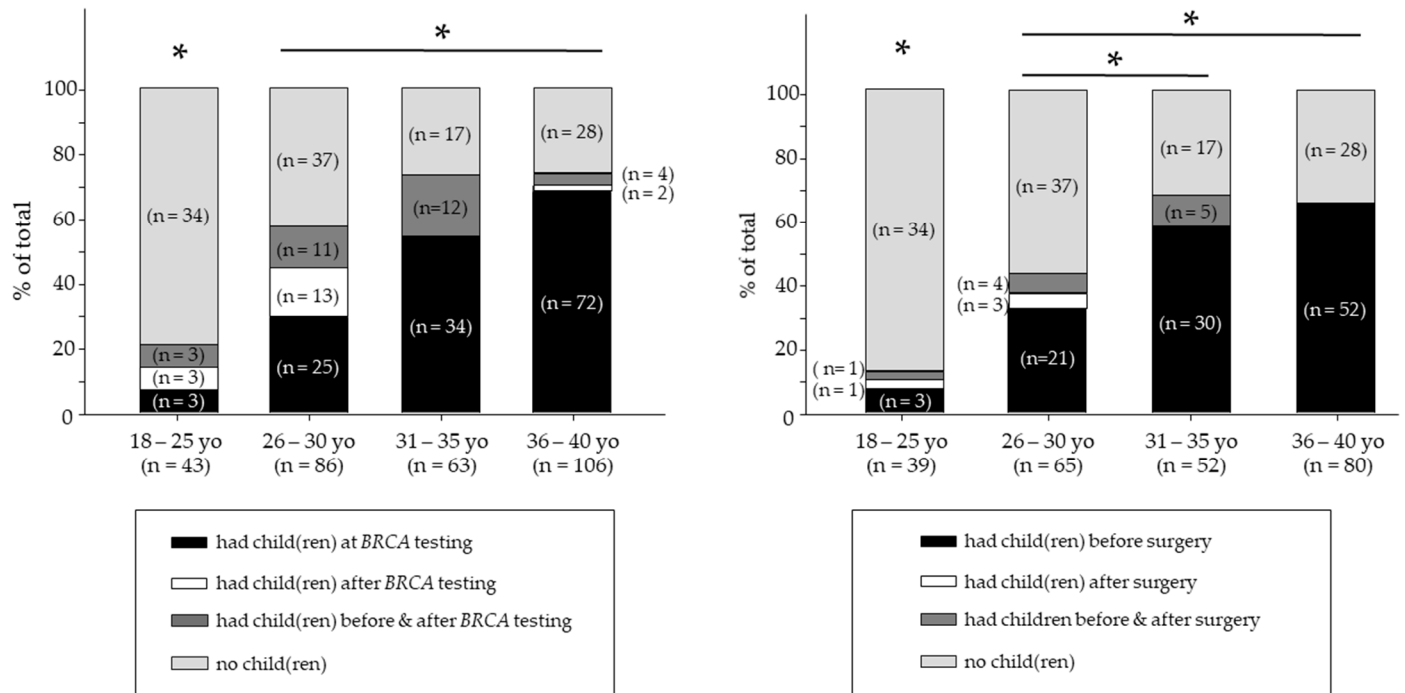 *
*
100
80
60
40
20
0
% of total
(n = 34)
(n = 3)
(n = 3)
(n = 3)
(n = 37)
(n = 11)
(n = 13)
(n = 25)
(n = 17)
(n=12)
(n = 34)
(n = 28)
(n = 4)
(n = 2)
(n = 72)
18 – 25 yo
(n = 43)
26 – 30 yo
(n = 86)
31 – 35 yo
(n = 63)
36 – 40 yo
(n = 106)
had child(ren) at BRCA testing
had child(ren) after BRCA testing
had child(ren) before & after BRCA testing
no child(ren)
*
*
*
100
80
60
40
20
0
% of total
(n = 34)
( n= 1)
(n = 1)
(n = 3)
(n = 37)
(n = 4)
(n = 3)
(n=21)
(n = 17)
(n = 5)
(n = 30)
(n = 28)
(n = 52)
18 – 25 yo
(n = 39)
26 – 30 yo
(n = 65)
31 – 35 yo
(n = 52)
36 – 40 yo
(n = 80)
had child(ren) before surgery
had child(ren) after surgery
had children before & after surgery
no child(ren)